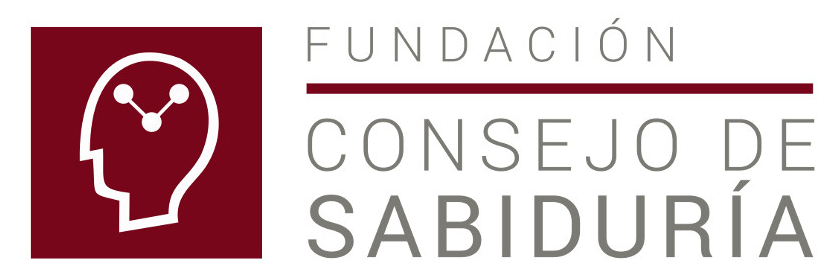 FUNDACIÓN
CONSEJO DE
SABIDURÍA